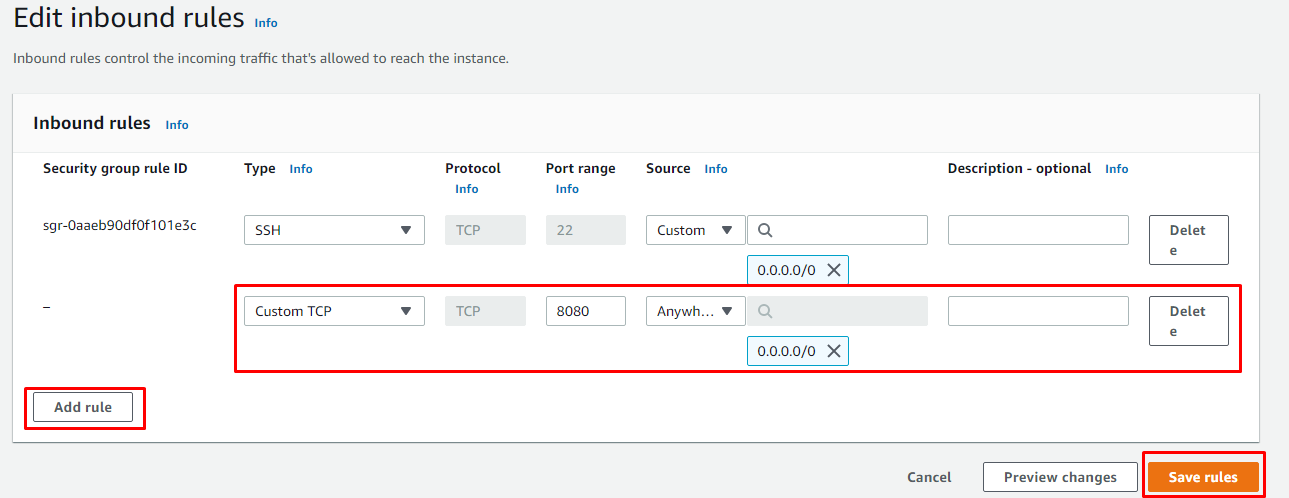 Edit inbound rules Info
Inbound rules control the incoming traffic that's allowed to reach the instance.
Inbound rules Info
Security group rule ID Type Info Protocol Info Port range Info Source Info Description - optional Info
sgr-0aaeb90df0f101e3c SSH TCP 22 Custom Delete
0.0.0.0/0
– Custom TCP TCP 8080 Anywh... Delete
0.0.0.0/0
Add rule
Cancel Preview changes Save rules